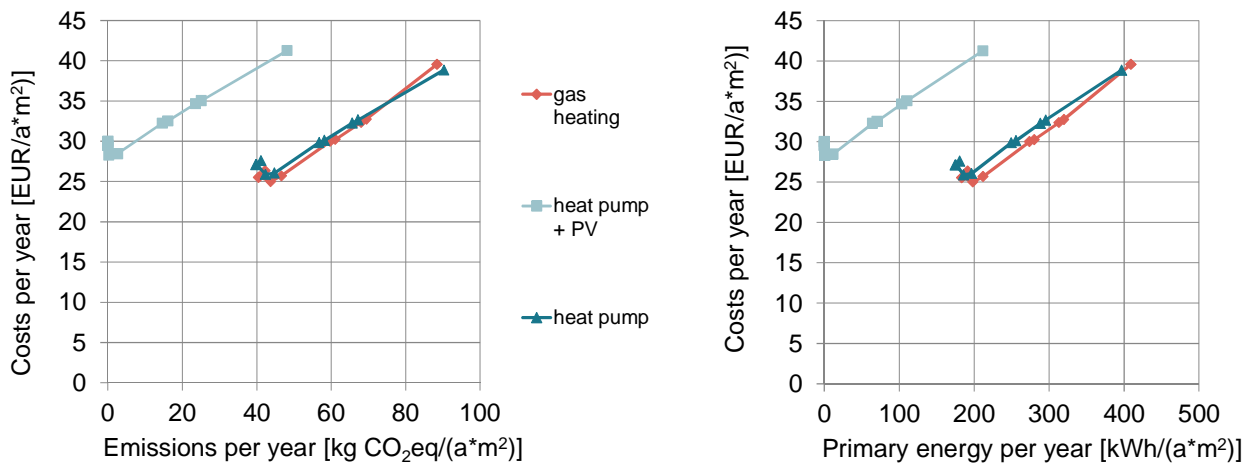 Costs per year [EUR/a*m²)]
45
40
35
30
25
20
15
10
5
0
0 20 40 60 80 100
Emissions per year [kg CO₂eq/(a*m²)]
gas
heating
heat pump
+ PV
heat pump
Costs per year [EUR/a*m²)]
45
40
35
30
25
20
15
10
5
0
0 100 200 300 400 500
Primary energy per year [kWh/(a*m²)]